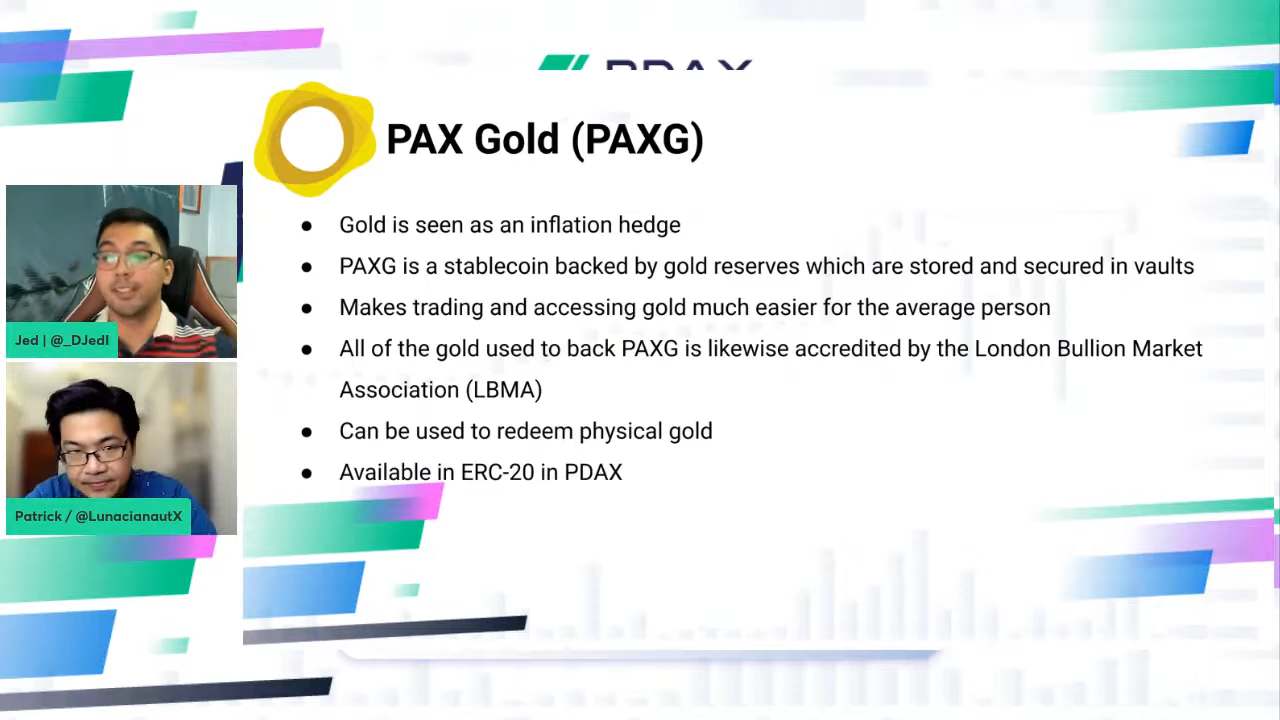 PDAX
PAX Gold (PAXG)
● Gold is seen as an inflation hedge
● PAXG is a stablecoin backed by gold reserves which are stored and secured in vaults
● Makes trading and accessing gold much easier for the average person
● All of the gold used to back PAXG is likewise accredited by the London Bullion Market
Association (LBMA)
● Can be used to redeem physical gold
● Available in ERC-20 in PDAX
Jed | @_DJedI
Patrick / @LunacianautX